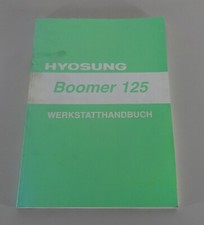 HYOSUNG
Boomer 125
WERKSTATTHANDBUCH